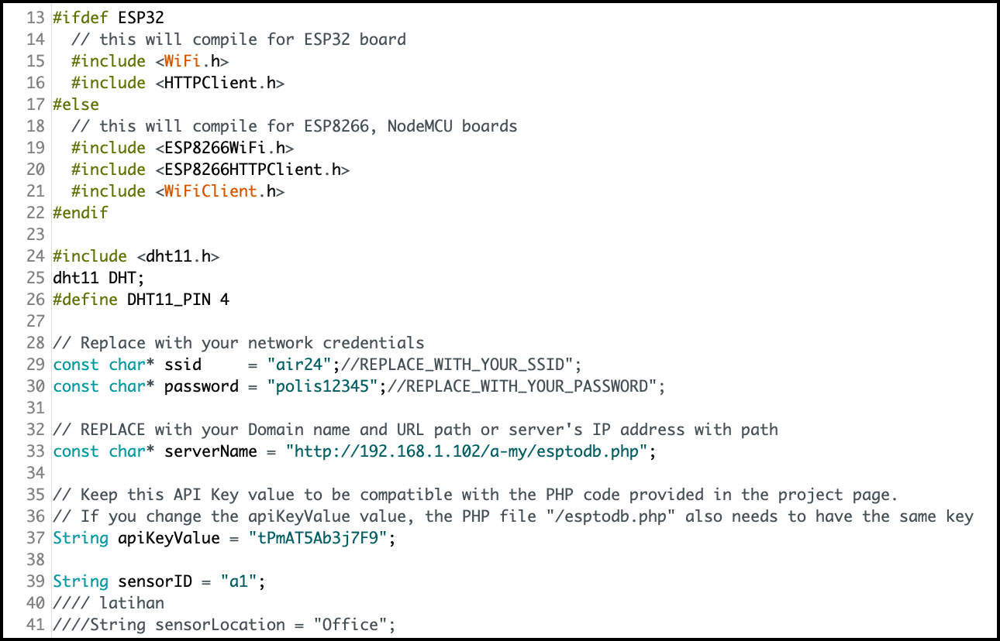 13 #ifdef ESP32
14   // this will compile for ESP32 board
15   #include <WiFi.h>
16   #include <HTTPClient.h>
17 #else
18   // this will compile for ESP8266, NodeMCU boards
19   #include <ESP8266WiFi.h>
20   #include <ESP8266HTTPClient.h>
21   #include <WiFiClient.h>
22 #endif
23
24 #include <dht11.h>
25 dht11 DHT;
26 #define DHT11_PIN 4
27
28 // Replace with your network credentials
29 const char* ssid     = "air24";//REPLACE_WITH_YOUR_SSID";
30 const char* password = "polis12345";//REPLACE_WITH_YOUR_PASSWORD";
31
32 // REPLACE with your Domain name and URL path or server's IP address with path
33 const char* serverName = "http://192.168.1.102/a-my/esptodb.php";
34
35 // Keep this API Key value to be compatible with the PHP code provided in the project page.
36 // If you change the apiKeyValue value, the PHP file "/esptodb.php" also needs to have the same key
37 String apiKeyValue = "tPmAT5Ab3j7F9";
38
39 String sensorID = "a1";
40 //// latihan
41 ////String sensorLocation = "Office";